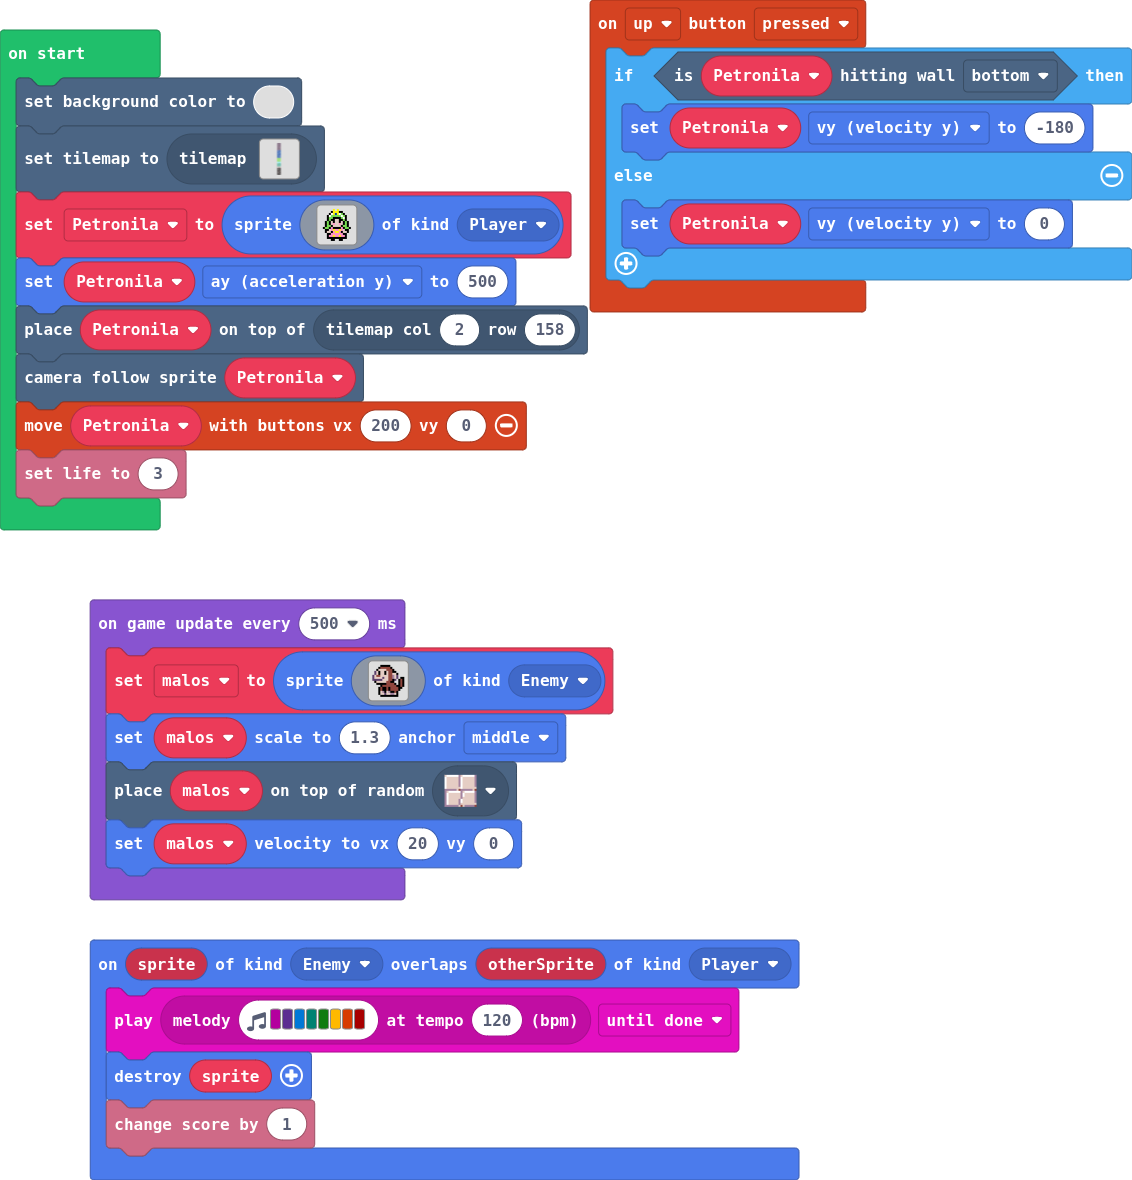 on start
set background color to
set tilemap to tilemap
set Petronila to sprite of kind Player
set Petronila ay (acceleration y) to 500
place Petronila on top of tilemap col 2 row 158
camera follow sprite Petronila
move Petronila with buttons vx 200 vy 0
set life to 3
on up button pressed
if is Petronila hitting wall bottom then
set Petronila vy (velocity y) to -180
else
set Petronila vy (velocity y) to 0
on game update every 500 ms
set malos to sprite of kind Enemy
set malos scale to 1.3 anchor middle
place malos on top of random
set malos velocity to vx 20 vy 0
on sprite of kind Enemy overlaps otherSprite of kind Player
play melody at tempo 120 (bpm) until done
destroy sprite
change score by 1